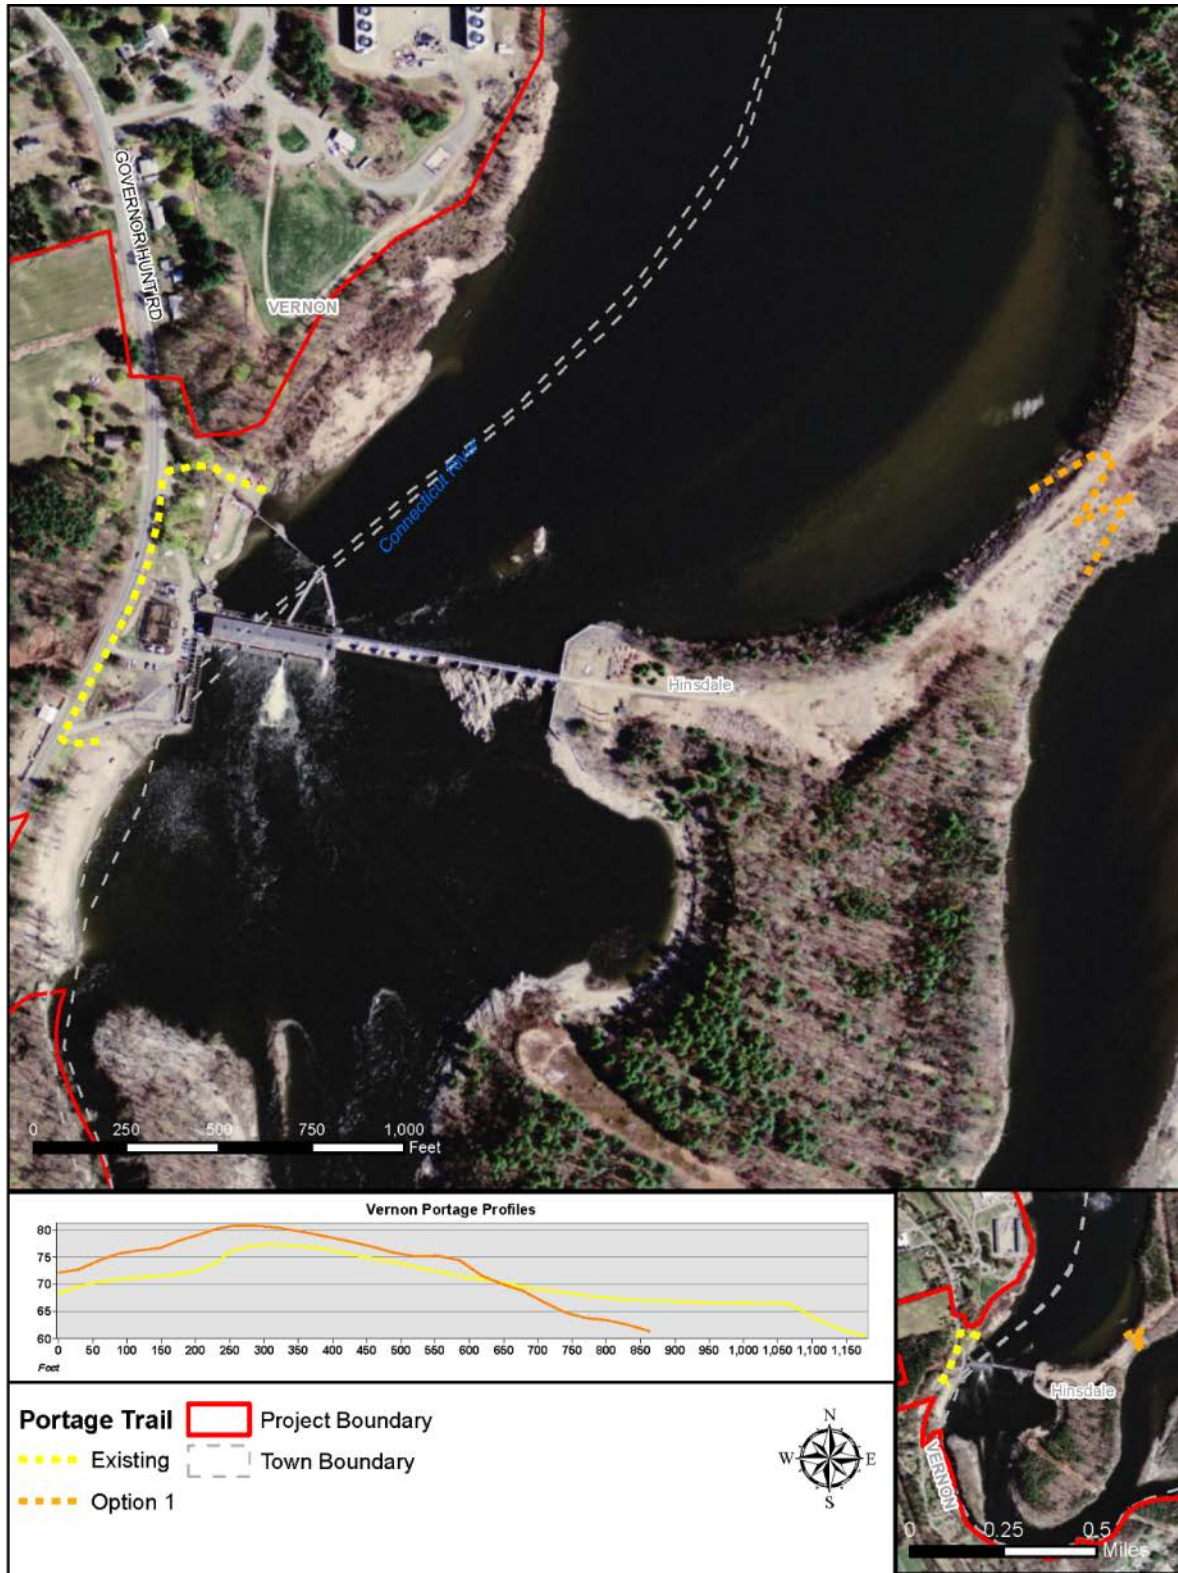 GOVERNOR HUNT RD
VERNON
Connecticut River
Hinsdale
0 250 500 750 1,000
Feet
Vernon Portage Profiles
80
75
70
65
60
0 50 100 150 200 250 300 350 400 450 500 550 600 650 700 750 800 850 900 950 1,000 1,050 1,100 1,150
Feet
Portage Trail
Existing
Option 1
Project Boundary
Town Boundary
N
W E
S
Hinsdale
VERNON
0 0.25 0.5
Miles